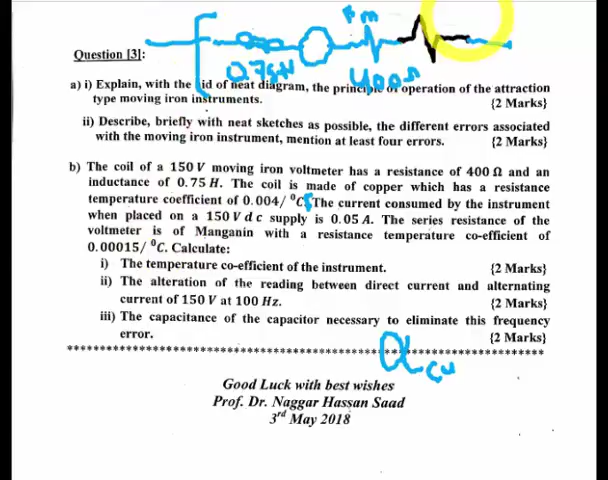 Question [3]:
F m
0.75H
400Ω
a) i) Explain, with the aid of neat diagram, the principle of operation of the attraction
type moving iron instruments. {2 Marks}
ii) Describe, briefly with neat sketches as possible, the different errors associated
with the moving iron instrument, mention at least four errors. {2 Marks}
b) The coil of a 150 V moving iron voltmeter has a resistance of 400 Ω and an
inductance of 0.75 H. The coil is made of copper which has a resistance
temperature coefficient of 0.004/ °C. The current consumed by the instrument
when placed on a 150 V d c supply is 0.05 A. The series resistance of the
voltmeter is of Manganin with a resistance temperature co-efficient of
0.00015/ °C. Calculate:
i) The temperature co-efficient of the instrument. {2 Marks}
ii) The alteration of the reading between direct current and alternating
current of 150 V at 100 Hz. {2 Marks}
iii) The capacitance of the capacitor necessary to eliminate this frequency
error. {2 Marks}
α cu
Good Luck with best wishes
Prof. Dr. Naggar Hassan Saad
3rd May 2018